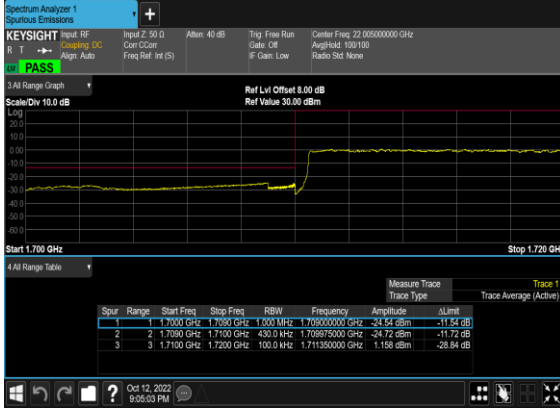 Spectrum Analyzer 1
Spurious Emissions
+
KEYSIGHT Input: RF Input Z: 50 Ω Atten: 40 dB Trig: Free Run Center Freq: 22.005000000 GHz
R T Coupling: DC Corr CCorr Gate: Off Avg|Hold: 100/100
Align: Auto Freq Ref: Int (S) IF Gain: Low Radio Std: None
LXI PASS
3 All Range Graph
Ref Lvl Offset 8.00 dB
Scale/Div 10.0 dB Ref Value 30.00 dBm
Log
20.0
10.0
0.00
-10.0
-20.0
-30.0
-40.0
-50.0
-60.0
Start 1.700 GHz Stop 1.720 GH
4 All Range Table
Measure Trace Trace 1
Trace Type Trace Average (Active)
Spur Range Start Freq Stop Freq RBW Frequency Amplitude ΔLimit
1 1 1.7000 GHz 1.7090 GHz 1.000 MHz 1.709000000 GHz -24.54 dBm -11.54 dB
2 2 1.7090 GHz 1.7100 GHz 430.0 kHz 1.709975000 GHz -24.72 dBm -11.72 dB
3 3 1.7100 GHz 1.7200 GHz 100.0 kHz 1.711350000 GHz 1.158 dBm -28.84 dB
? Oct 12, 2022
9:05:03 PM